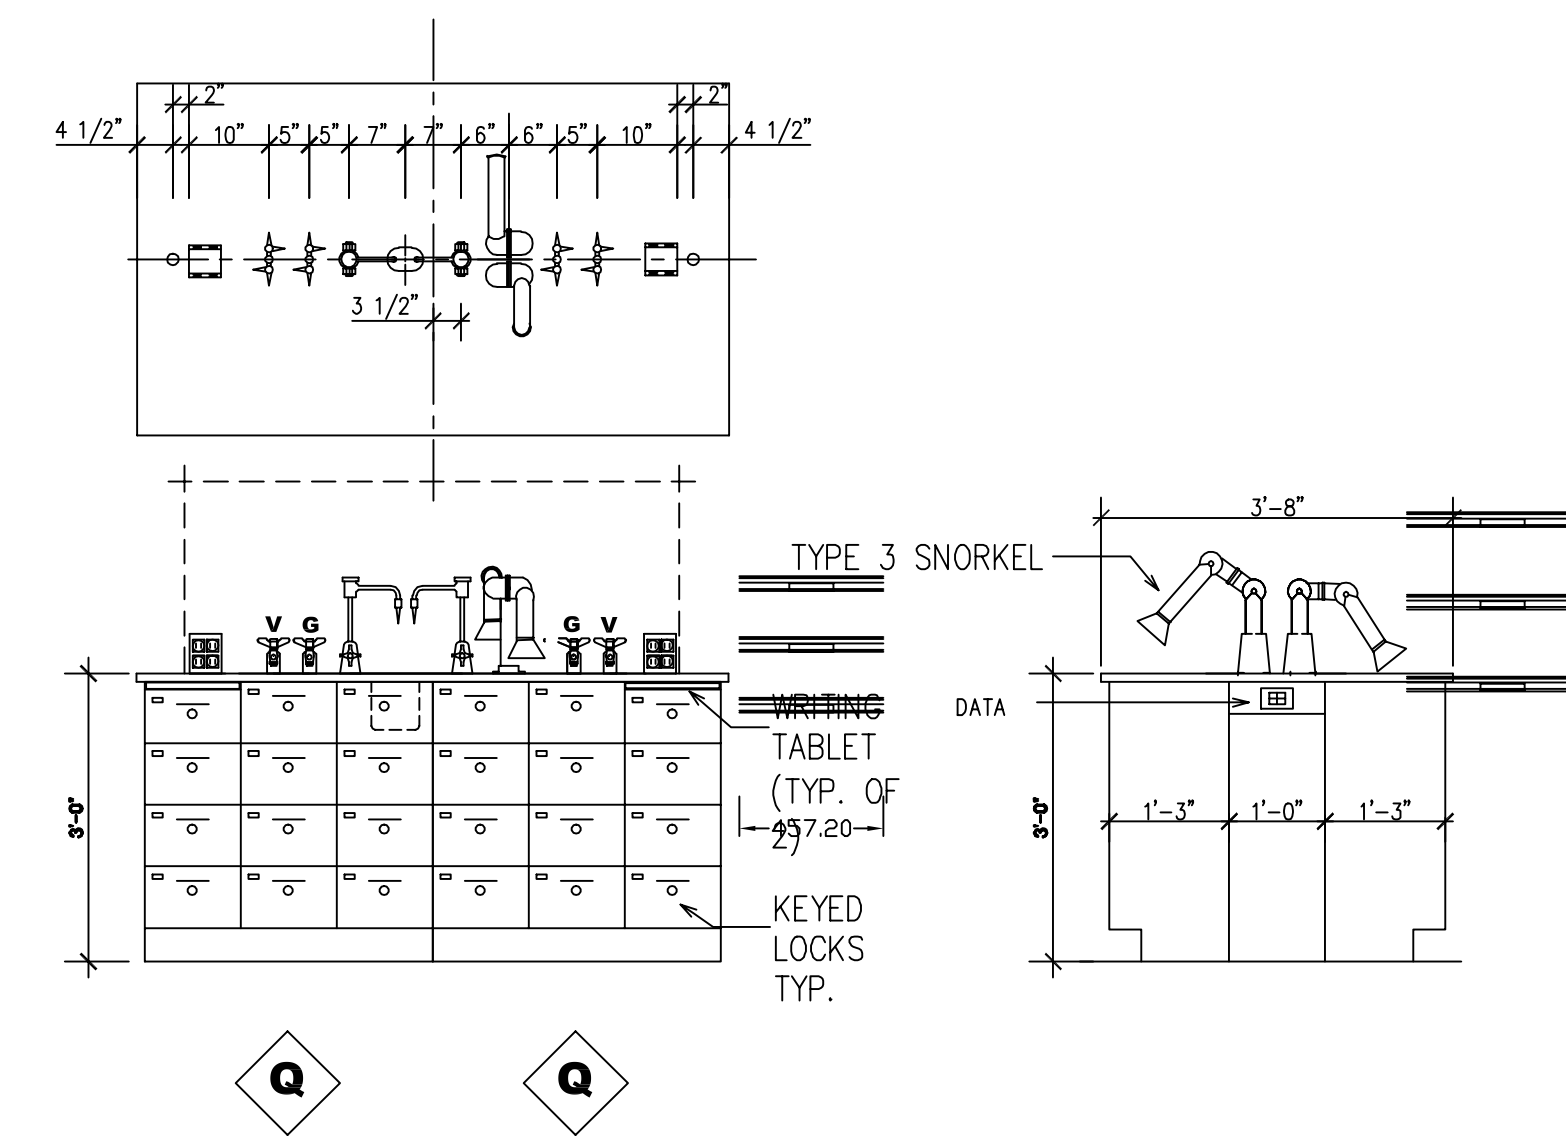 2” 2”
4 1/2” 10” 5” 5” 7” 7” 6” 6” 5” 10” 4 1/2”
3 1/2”
3'-8”
TYPE 3 SNORKEL
V G G V
WRITING
TABLET
(TYP. OF
2)
457.20
DATA
3'-0”
3'-0”
1'-3” 1'-0” 1'-3”
KEYED
LOCKS
TYP.
Q Q